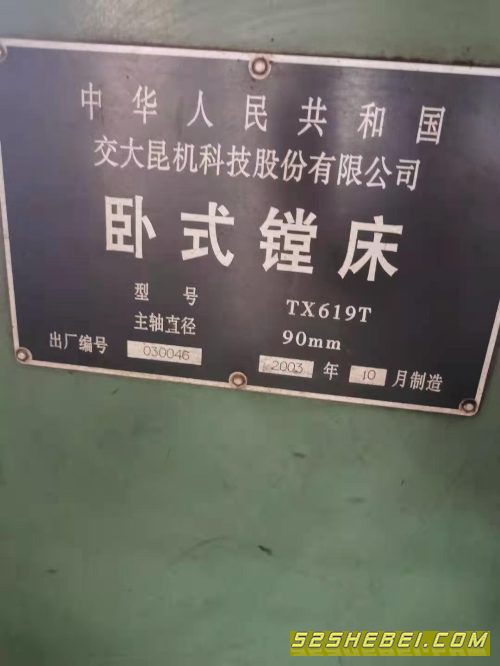 中华人民共和国
交大昆机科技股份有限公司
卧式镗床
型号 TX619T
主轴直径 90mm
出厂编号 030046 2003 年 10 月制造
52SHEBEI.COM